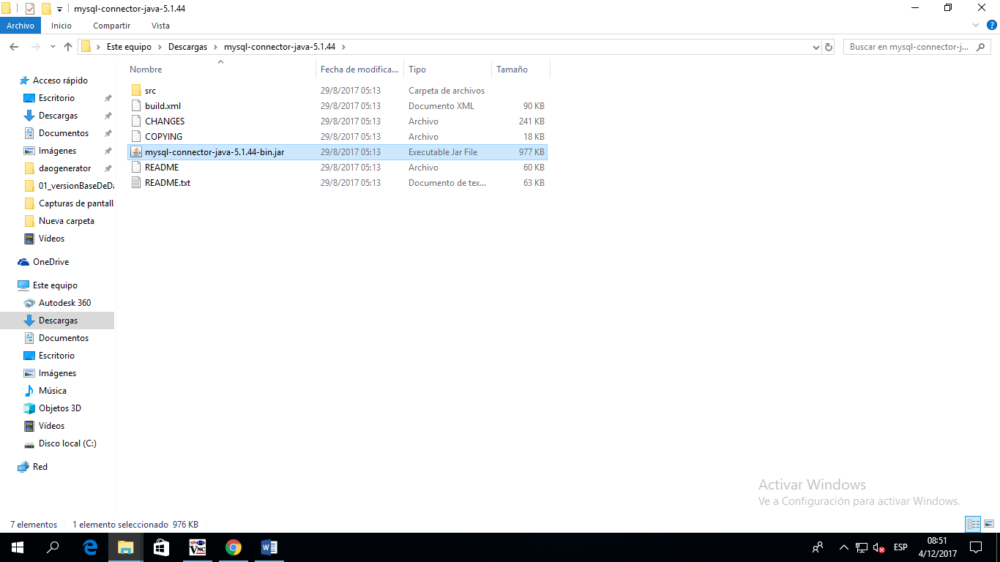 mysql-connector-java-5.1.44
Archivo Inicio Compartir Vista
Este equipo Descargas mysql-connector-java-5.1.44
Buscar en mysql-connector-j...
Nombre Fecha de modifica... Tipo Tamaño
src 29/8/2017 05:13 Carpeta de archivos
build.xml 29/8/2017 05:13 Documento XML 90 KB
CHANGES 29/8/2017 05:13 Archivo 241 KB
COPYING 29/8/2017 05:13 Archivo 18 KB
mysql-connector-java-5.1.44-bin.jar 29/8/2017 05:13 Executable Jar File 977 KB
README 29/8/2017 05:13 Archivo 60 KB
README.txt 29/8/2017 05:13 Documento de tex... 63 KB
Acceso rápido
Escritorio
Descargas
Documentos
Imágenes
daogenerator
01_versionBaseDeDa
Capturas de pantall
Nueva carpeta
Vídeos
OneDrive
Este equipo
Autodesk 360
Descargas
Documentos
Escritorio
Imágenes
Música
Objetos 3D
Vídeos
Disco local (C:)
Red
Activar Windows
Ve a Configuración para activar Windows.
7 elementos 1 elemento seleccionado 976 KB
VNC
ESP
08:51
4/12/2017